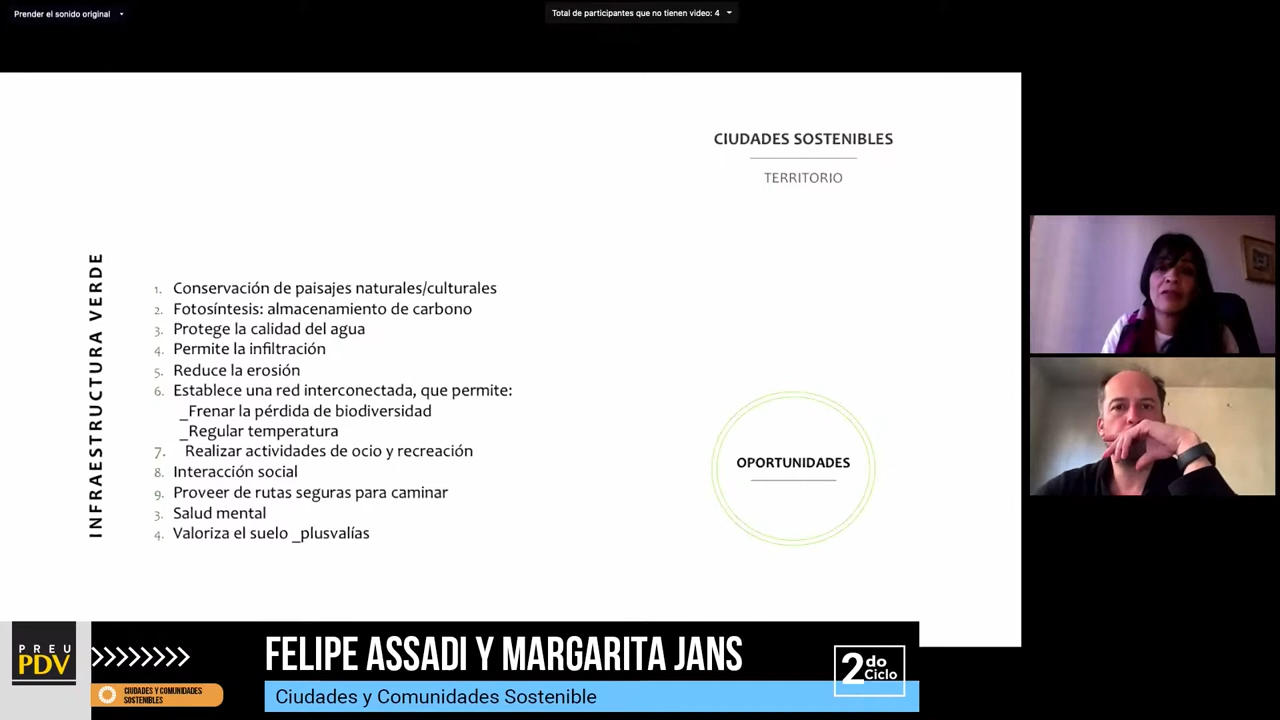 Prender el sonido original
Total de participantes que no tienen video: 4
CIUDADES SOSTENIBLES
TERRITORIO
INFRAESTRUCTURA VERDE
1. Conservación de paisajes naturales/culturales
2. Fotosíntesis: almacenamiento de carbono
3. Protege la calidad del agua
4. Permite la infiltración
5. Reduce la erosión
6. Establece una red interconectada, que permite:
_Frenar la pérdida de biodiversidad
_Regular temperatura
7. Realizar actividades de ocio y recreación
8. Interacción social
9. Proveer de rutas seguras para caminar
3. Salud mental
4. Valoriza el suelo _plusvalías
OPORTUNIDADES
PREU
PDV
CIUDADES Y COMUNIDADES
SOSTENIBLES
FELIPE ASSADI Y MARGARITA JANS
Ciudades y Comunidades Sostenible
2do
Ciclo